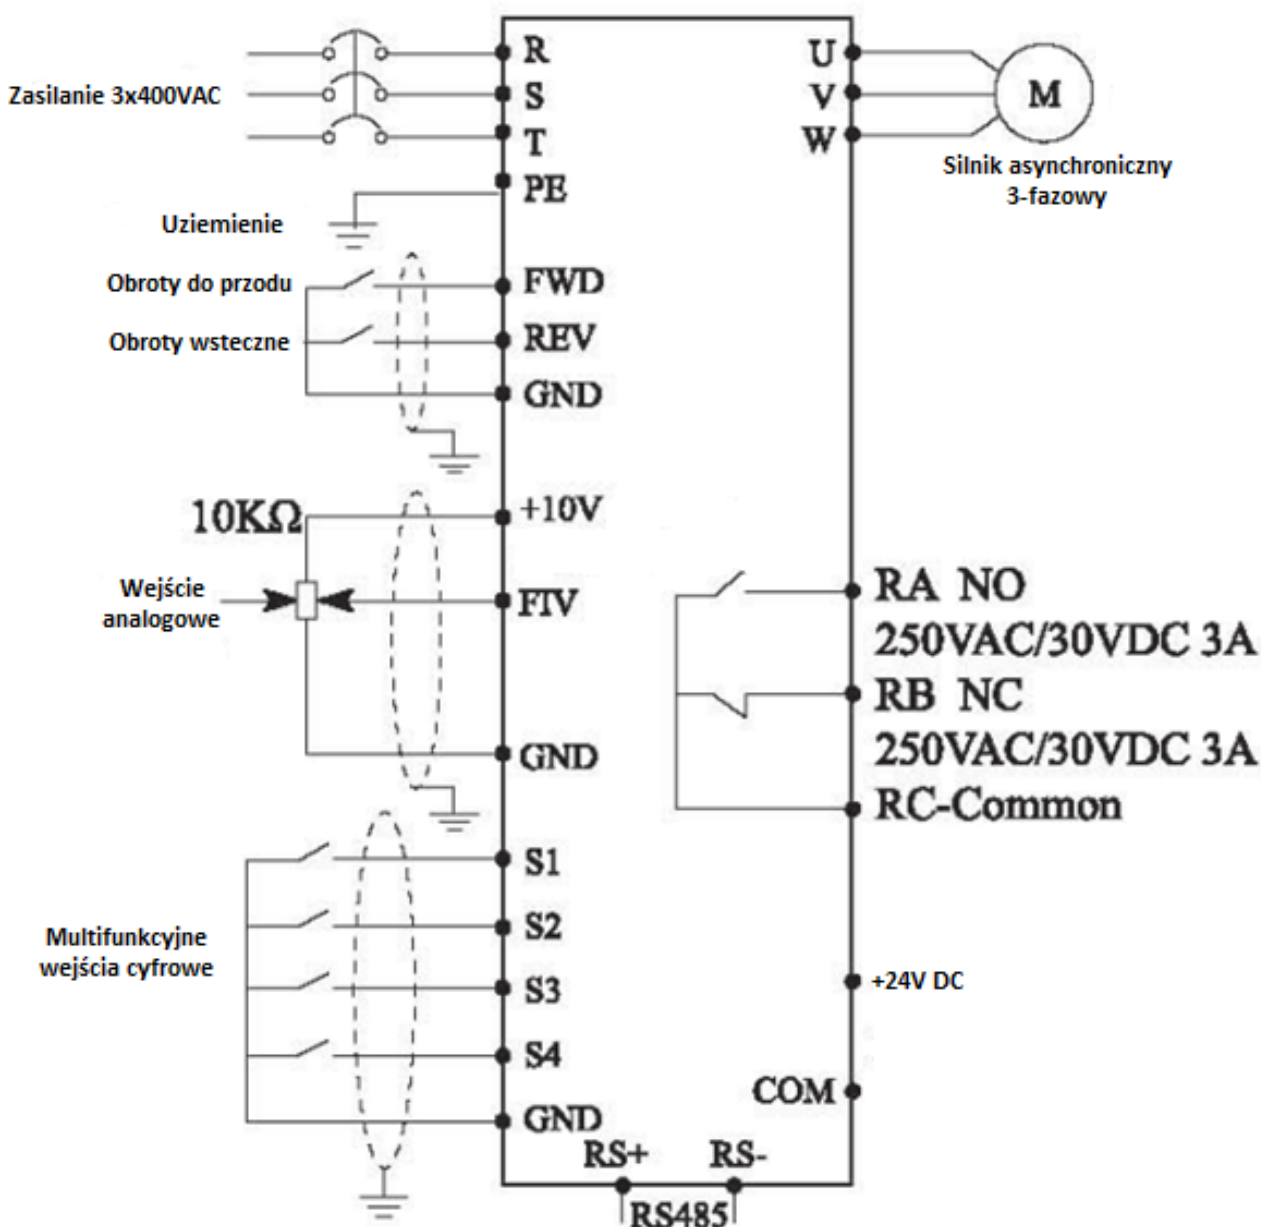 R
S
T
PE
Zasilanie 3x400VAC
Uziemienie
U
V
W
M
Silnik asynchroniczny
3-fazowy
Obroty do przodu
FWD
Obroty wsteczne
REV
GND
10KΩ
+10V
Wejście
analogowe
FIV
GND
RA NO
250VAC/30VDC 3A
RB NC
250VAC/30VDC 3A
RC-Common
Multifunkcyjne
wejścia cyfrowe
S1
S2
S3
S4
GND
+24V DC
COM
RS+ RS-
RS485